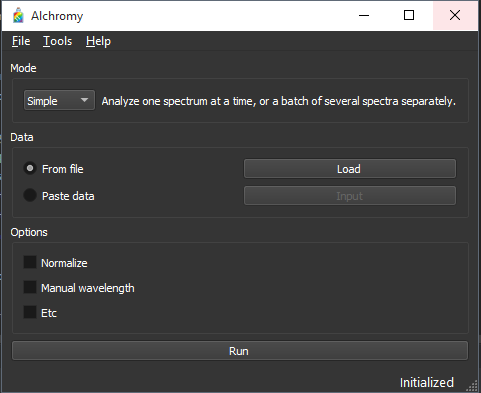 Alchromy
File Tools Help
Mode
Simple Analyze one spectrum at a time, or a batch of several spectra separately.
Data
From file Load
Paste data Input
Options
Normalize
Manual wavelength
Etc
Run
Initialized